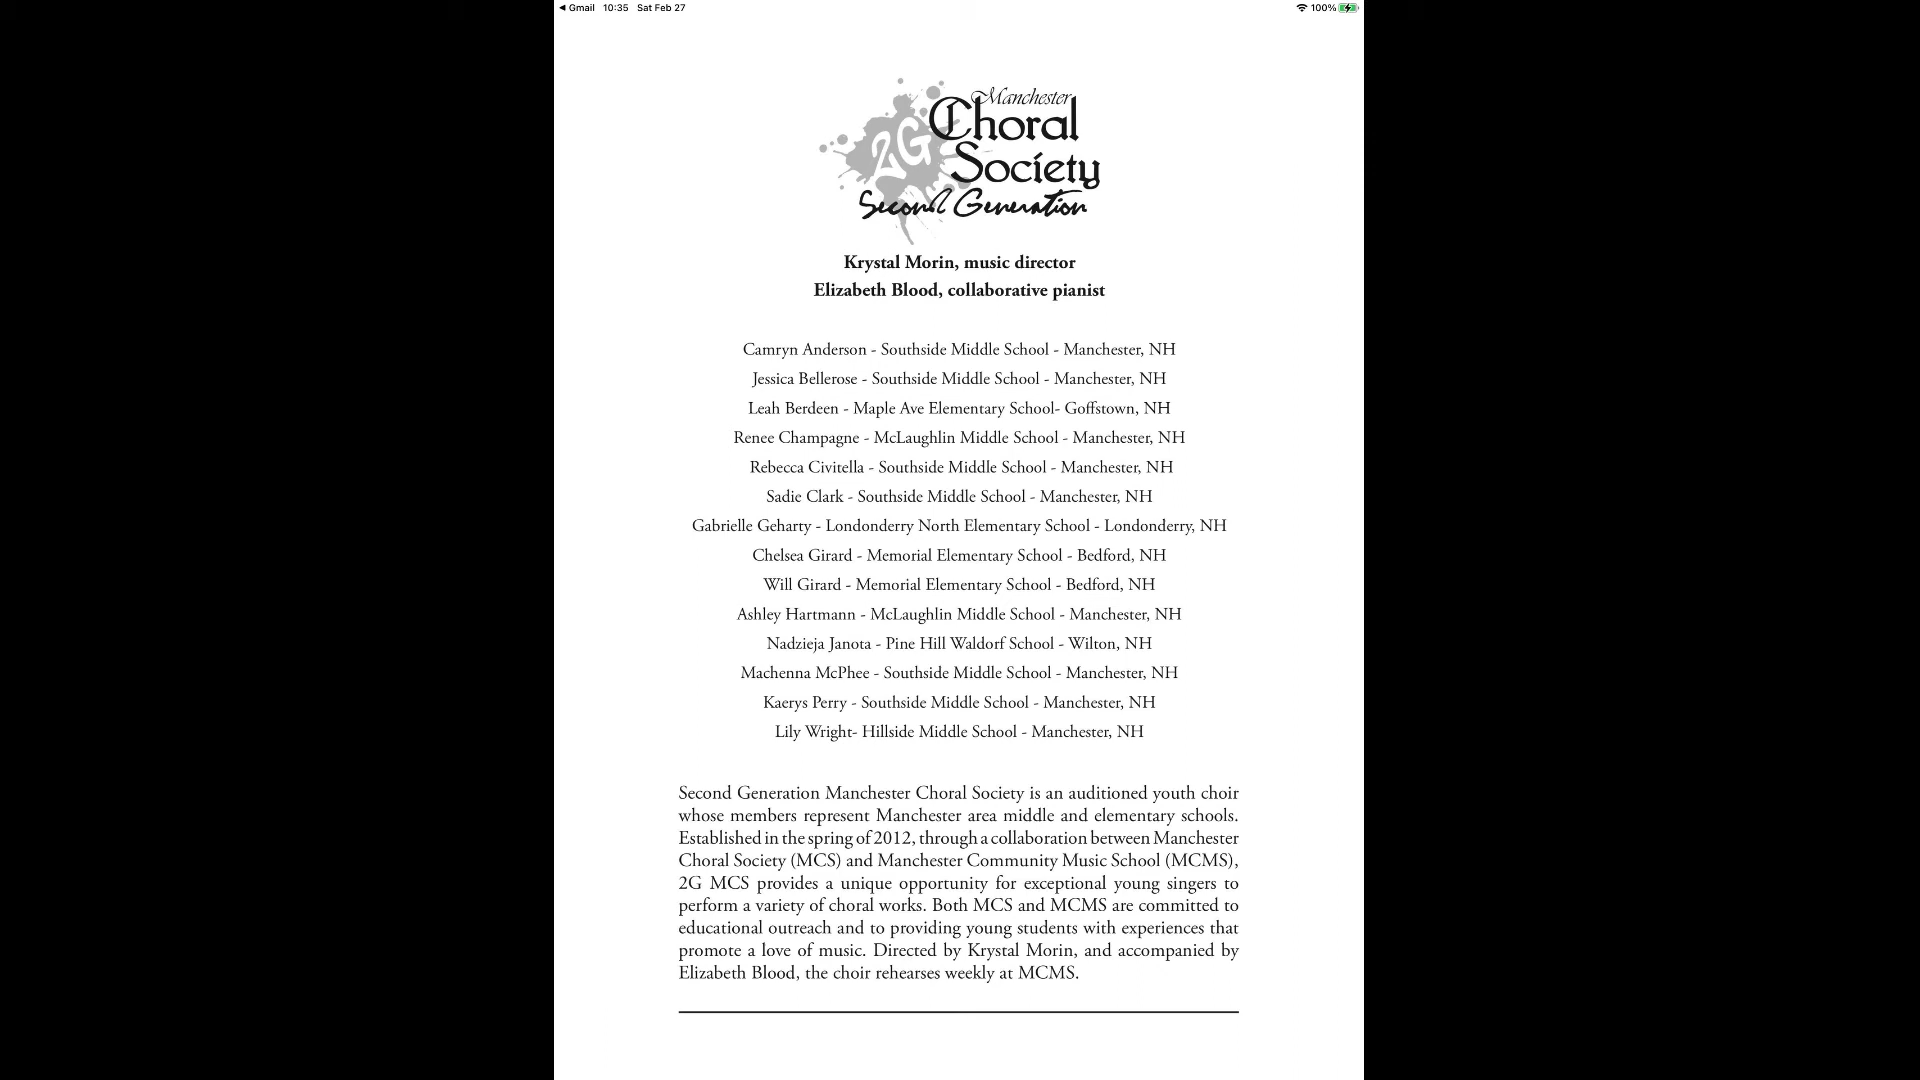 Gmail 10:35 Sat Feb 27 100%
2G
Manchester
Choral
Society
Second Generation
Krystal Morin, music director
Elizabeth Blood, collaborative pianist
Camryn Anderson - Southside Middle School - Manchester, NH
Jessica Bellerose - Southside Middle School - Manchester, NH
Leah Berdeen - Maple Ave Elementary School- Goffstown, NH
Renee Champagne - McLaughlin Middle School - Manchester, NH
Rebecca Civitella - Southside Middle School - Manchester, NH
Sadie Clark - Southside Middle School - Manchester, NH
Gabrielle Geharty - Londonderry North Elementary School - Londonderry, NH
Chelsea Girard - Memorial Elementary School - Bedford, NH
Will Girard - Memorial Elementary School - Bedford, NH
Ashley Hartmann - McLaughlin Middle School - Manchester, NH
Nadzieja Janota - Pine Hill Waldorf School - Wilton, NH
Machenna McPhee - Southside Middle School - Manchester, NH
Kaerys Perry - Southside Middle School - Manchester, NH
Lily Wright- Hillside Middle School - Manchester, NH
Second Generation Manchester Choral Society is an auditioned youth choir
whose members represent Manchester area middle and elementary schools.
Established in the spring of 2012, through a collaboration between Manchester
Choral Society (MCS) and Manchester Community Music School (MCMS),
2G MCS provides a unique opportunity for exceptional young singers to
perform a variety of choral works. Both MCS and MCMS are committed to
educational outreach and to providing young students with experiences that
promote a love of music. Directed by Krystal Morin, and accompanied by
Elizabeth Blood, the choir rehearses weekly at MCMS.